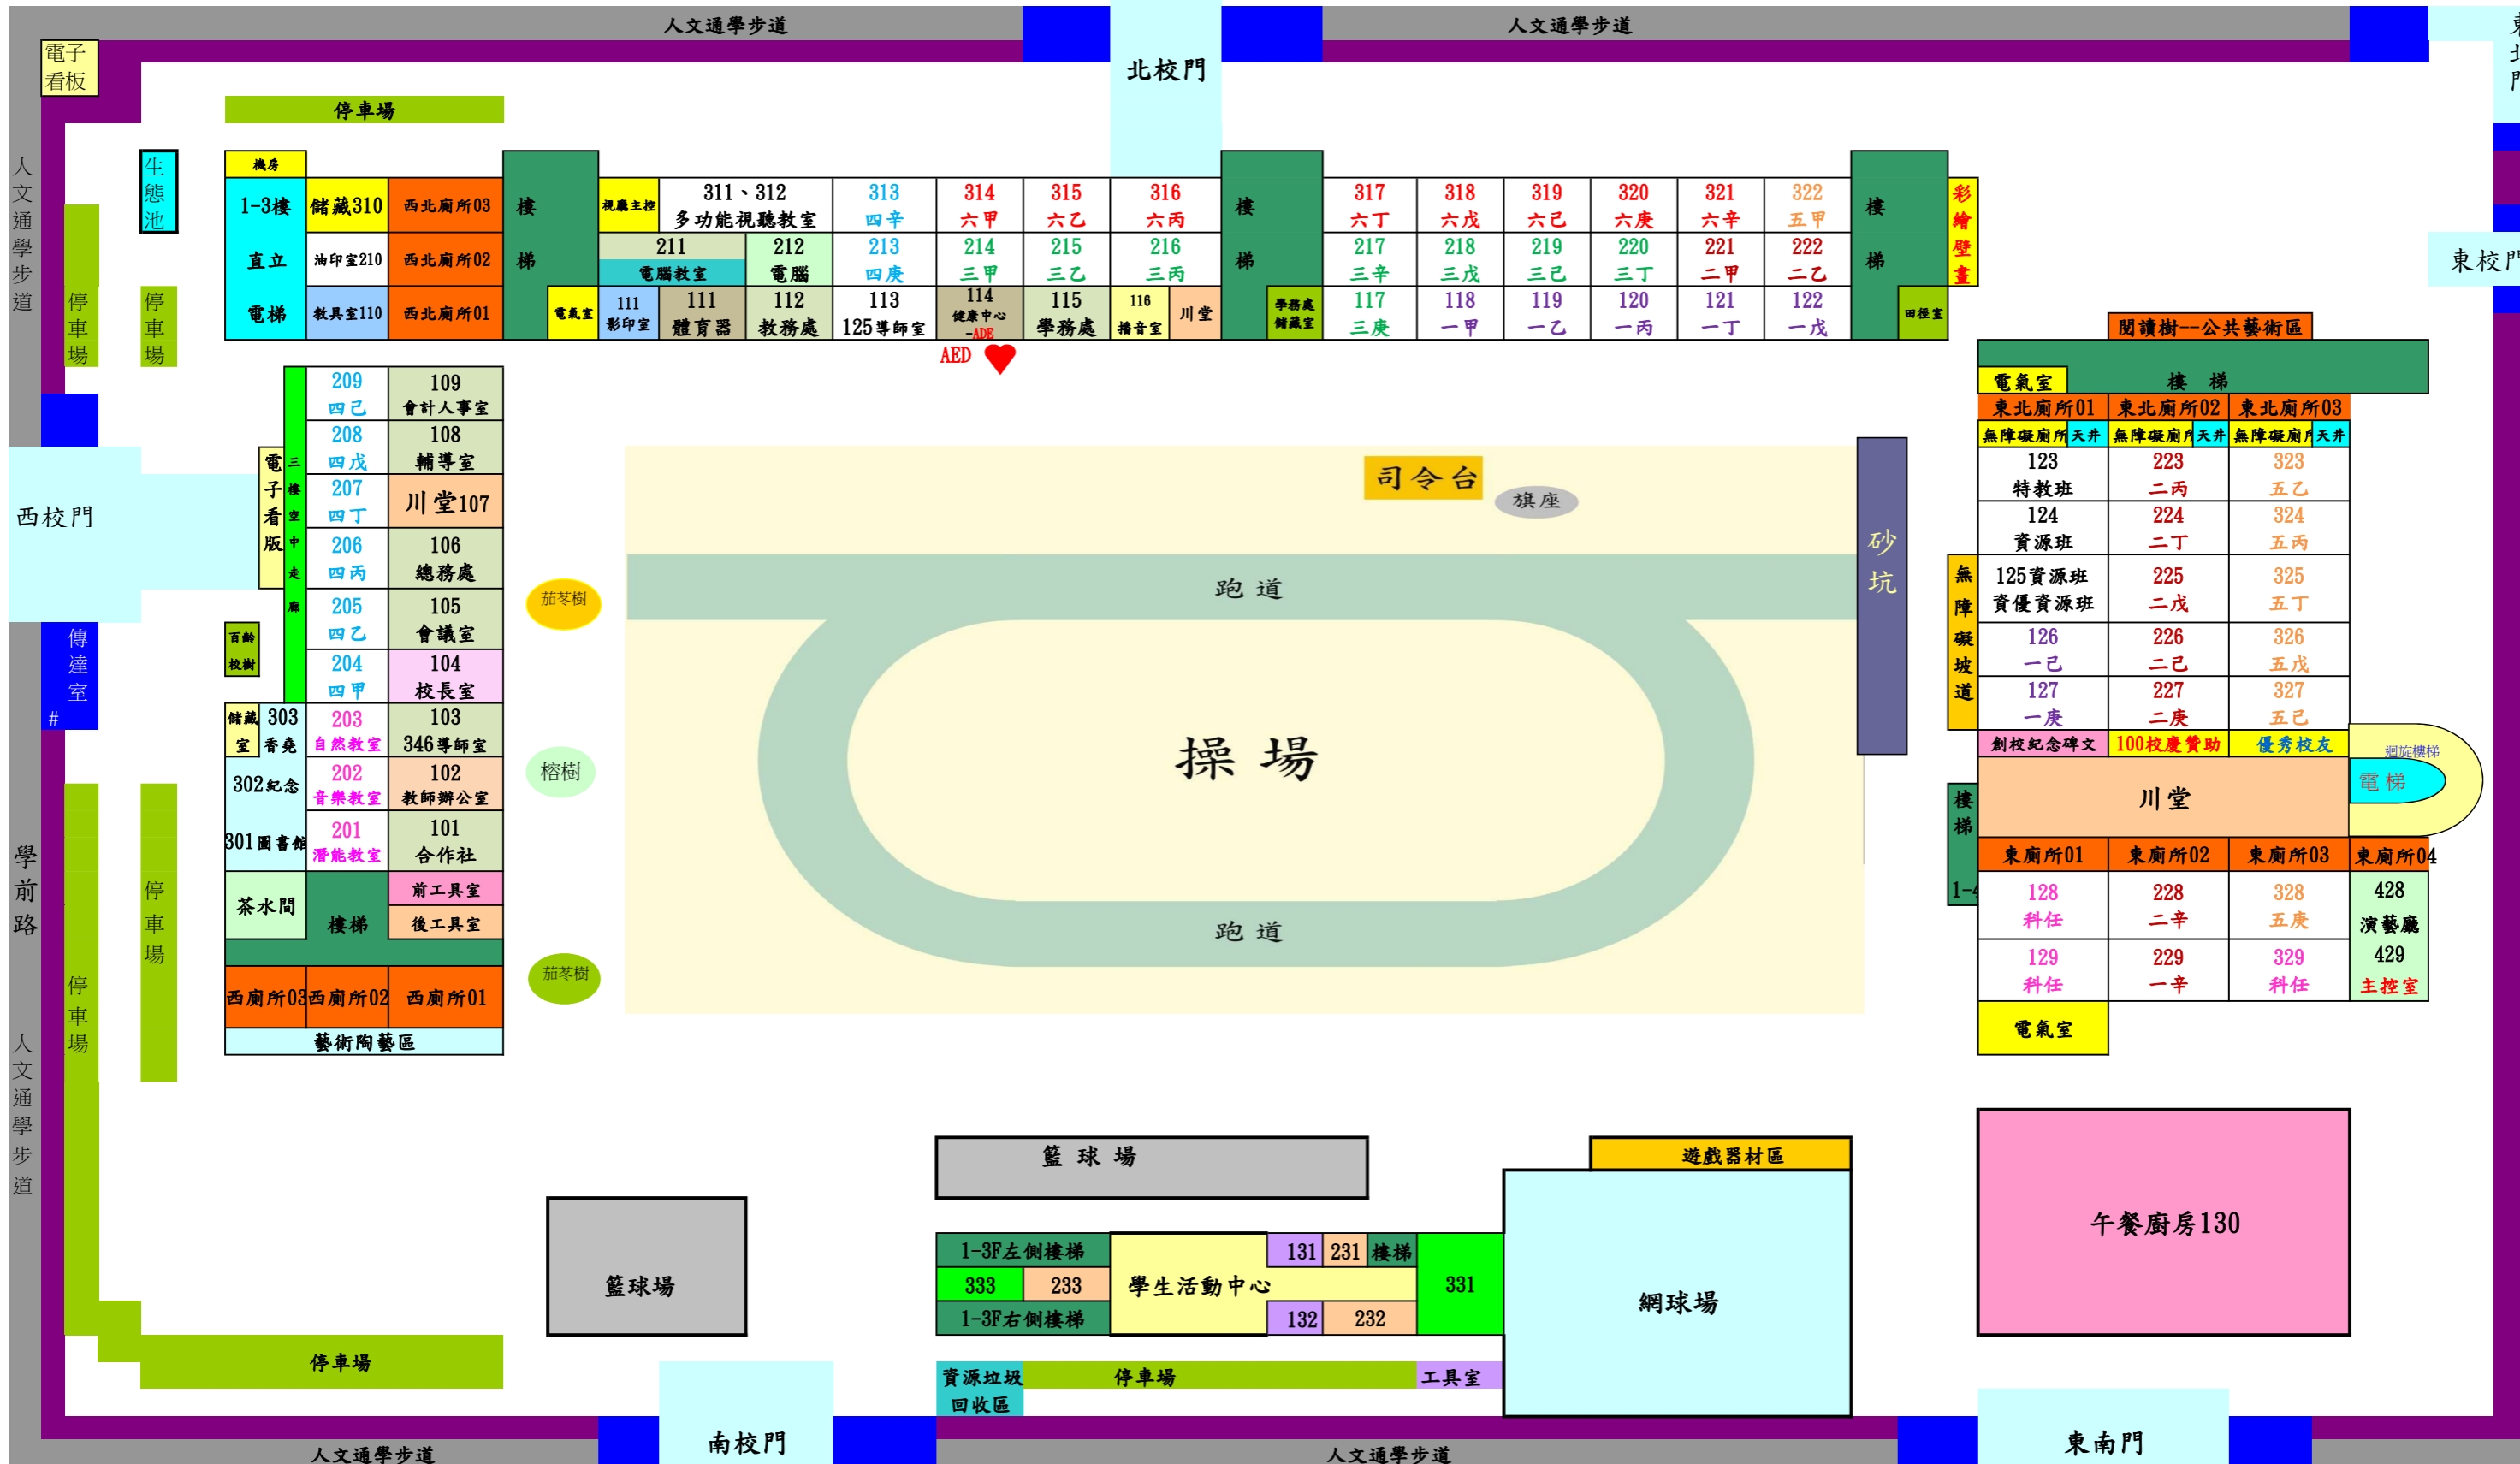 人文通學步道
人文通學步道
電子
看板
北校門
停車場
人文通學步道
生態池
停車場
停車場
機房
1-3樓
直立
電梯
儲藏310
西北廁所03
油印室210
西北廁所02
教具室110
西北廁所01
樓梯
視廳主控
311、312
多功能視聽教室
313
四辛
314
六甲
315
六乙
316
六丙
樓梯
317
六丁
318
六戊
319
六己
320
六庚
321
六辛
322
五甲
樓梯
彩繪壁畫
211
電腦教室
212
電腦
213
四庚
214
三甲
215
三乙
216
三丙
217
三辛
218
三戊
219
三己
220
三丁
221
二甲
222
二乙
東校門
電氣室
111
影印室
111
體育器
112
教務處
113
125導師室
114
健康中心
-ADE
115
學務處
116
播音室
川堂
學務處
儲藏室
117
三庚
118
一甲
119
一乙
120
一丙
121
一丁
122
一戊
田徑室
AED
閱讀樹--公共藝術區
電氣室
樓 梯
東北廁所01
東北廁所02
東北廁所03
無障礙廁所
天井
無障礙廁
天井
無障礙廁
天井
西校門
電子看版
三樓空中走廊
209
四己
109
會計人事室
208
四戊
108
輔導室
207
四丁
川堂107
206
四丙
106
總務處
205
四乙
105
會議室
204
四甲
104
校長室
百齡
校樹
傳達室
#
儲藏
室
303
香堯
302紀念
301圖書館
203
自然教室
103
346導師室
202
音樂教室
102
教師辦公室
201
潛能教室
101
合作社
茶水間
樓梯
前工具室
後工具室
西廁所03
西廁所02
西廁所01
藝術陶藝區
學前路
停車場
停車場
人文通學步道
茄苳樹
榕樹
茄苳樹
司令台
旗座
跑道
操場
跑道
砂坑
123
特教班
223
二丙
323
五乙
124
資源班
224
二丁
324
五丙
無障礙坡道
125資源班
資優資源班
225
二戊
325
五丁
126
一己
226
二己
326
五戊
127
一庚
227
二庚
327
五己
創校紀念碑文
100校慶贊助
優秀校友
迴旋樓梯
電梯
川堂
樓梯
東廁所01
東廁所02
東廁所03
東廁所04
128
科任
228
二辛
328
五庚
428
演藝廳
129
科任
229
一辛
329
科任
429
主控室
電氣室
籃球場
遊戲器材區
籃球場
1-3F左側樓梯
333
233
1-3F右側樓梯
學生活動中心
131
231
樓梯
132
232
331
網球場
午餐廚房130
停車場
資源垃圾
回收區
停車場
工具室
南校門
東南門
人文通學步道
人文通學步道